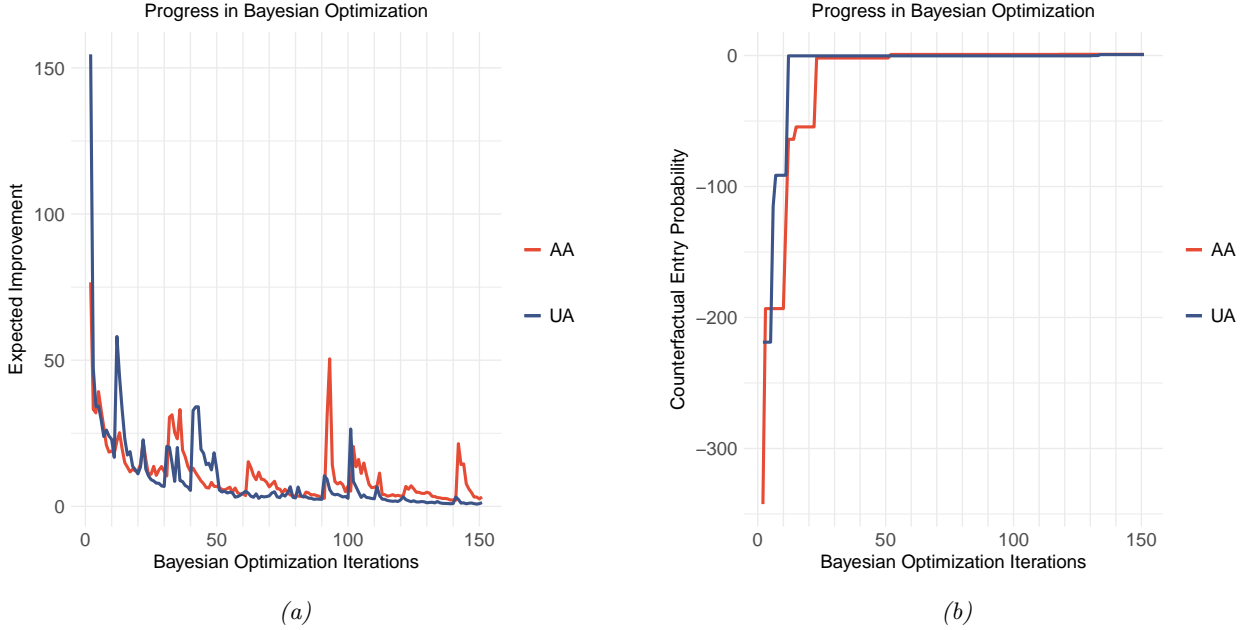 Progress in Bayesian Optimization
150
100
50
0
Expected Improvement
0
50
100
150
Bayesian Optimization Iterations
AA
UA
(a)
Progress in Bayesian Optimization
0
−100
−200
−300
Counterfactual Entry Probability
0
50
100
150
Bayesian Optimization Iterations
AA
UA
(b)